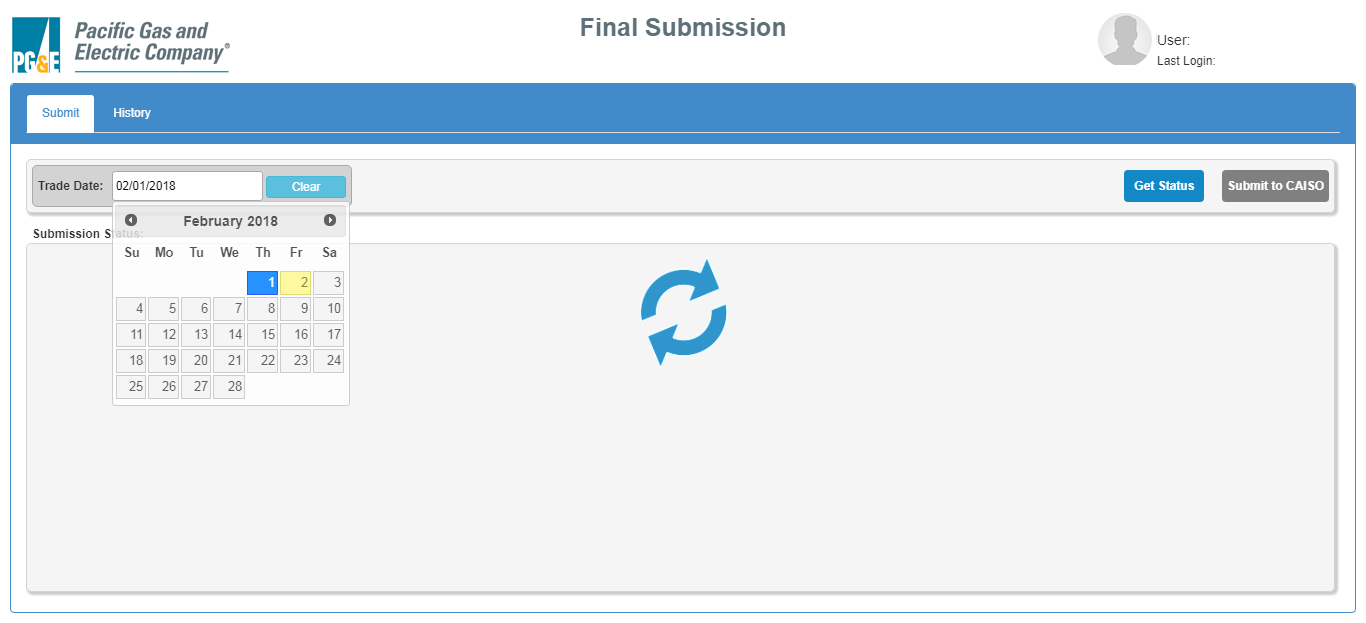 Pacific Gas and
Electric Company®
PG&E
Final Submission
User:
Last Login:
Submit
History
Trade Date:
02/01/2018
Clear
Get Status
Submit to CAISO
Submission Status:
February 2018
Su Mo Tu We Th Fr Sa
1 2 3
4 5 6 7 8 9 10
11 12 13 14 15 16 17
18 19 20 21 22 23 24
25 26 27 28